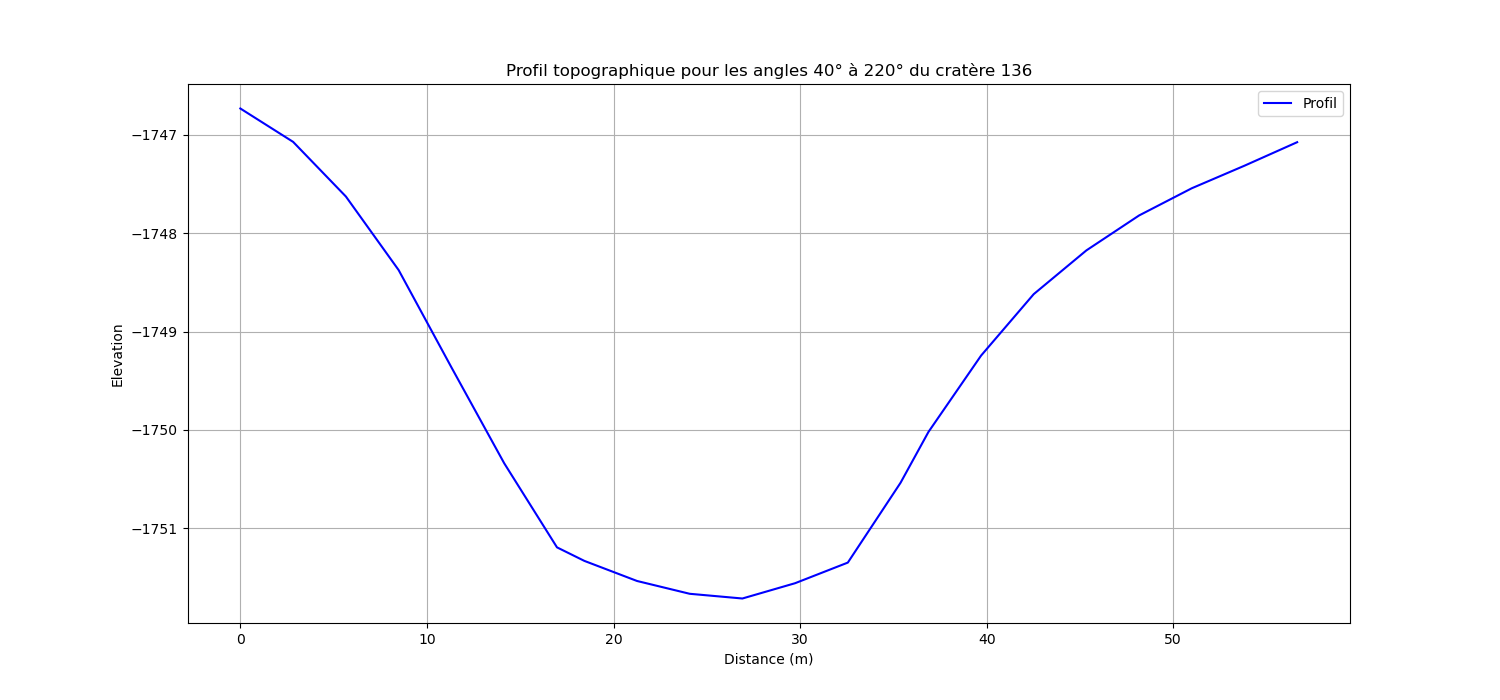 Profil topographique pour les angles 40° à 220° du cratère 136
Profil
−1747
−1748
−1749
−1750
−1751
Elevation
0 10 20 30 40 50
Distance (m)